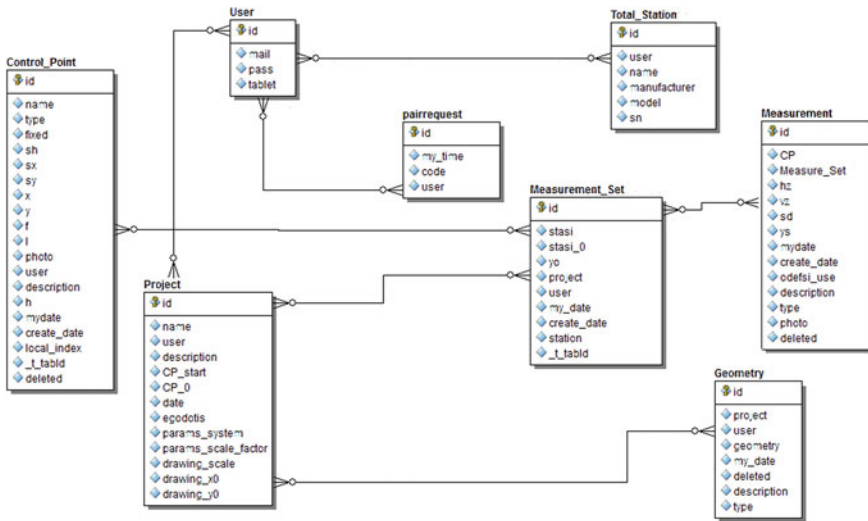 User
id
mail
pass
tablet
Total_Station
id
user
name
manufacturer
model
sn
Control_Point
id
name
type
fixed
sh
sx
sy
x
y
f
l
photo
user
description
h
mydate
create_date
local_index
_t_tabId
deleted
pairrequest
id
my_time
code
user
Measurement
id
CP
Measure_Set
hz
vz
sd
ys
mydate
create_date
odefsi_use
description
type
photo
deleted
Measurement_Set
id
stasi
stasi_0
yo
project
user
my_date
create_date
station
_t_tabId
Project
id
name
user
description
CP_start
CP_0
date
egodotis
params_system
params_scale_factor
drawing_scale
drawing_x0
drawing_y0
Geometry
id
project
user
geometry
my_date
deleted
description
type